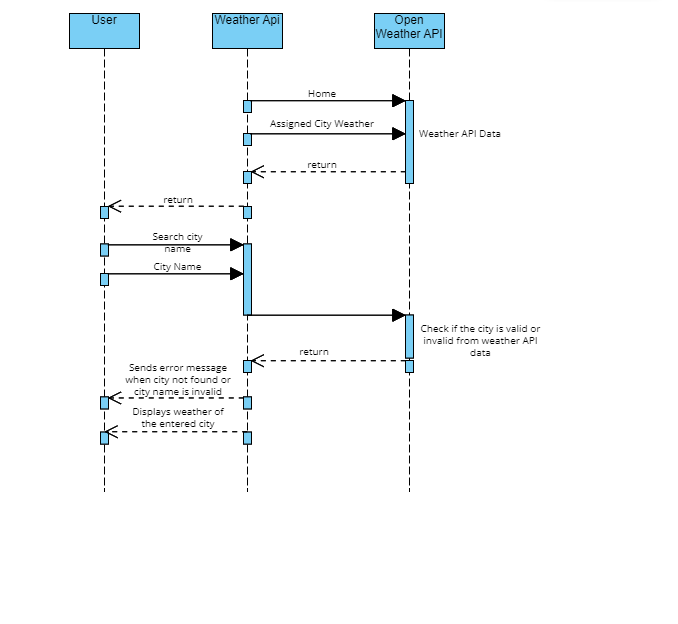 User
Weather Api
Open
Weather API
Home
Assigned City Weather
Weather API Data
return
return
Search city
name
City Name
Check if the city is valid or
invalid from weather API
data
return
Sends error message
when city not found or
city name is invalid
Displays weather of
the entered city